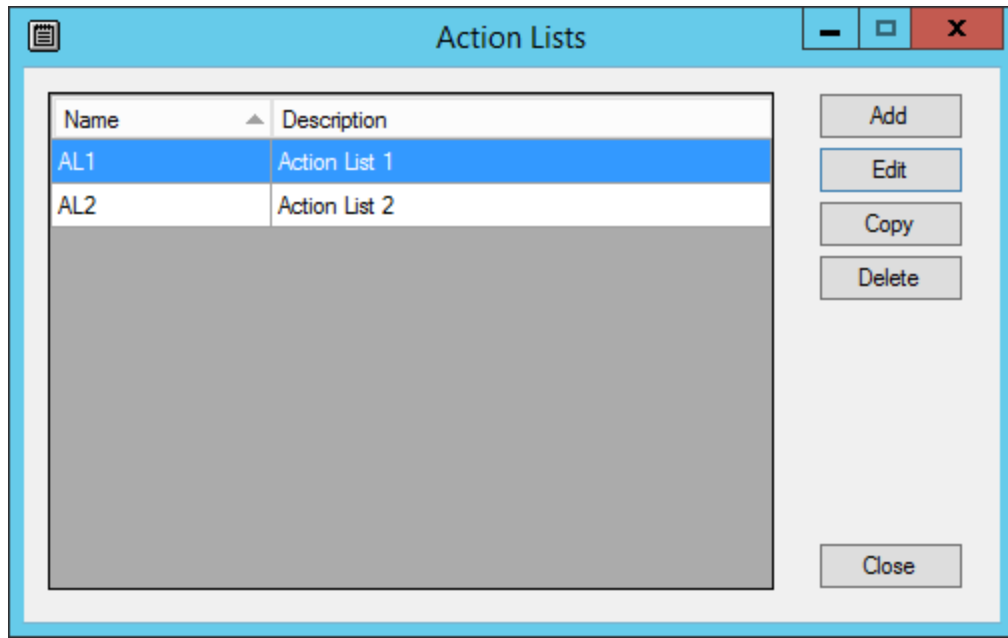 Action Lists
Name Description
AL1 Action List 1
AL2 Action List 2
Add
Edit
Copy
Delete
Close